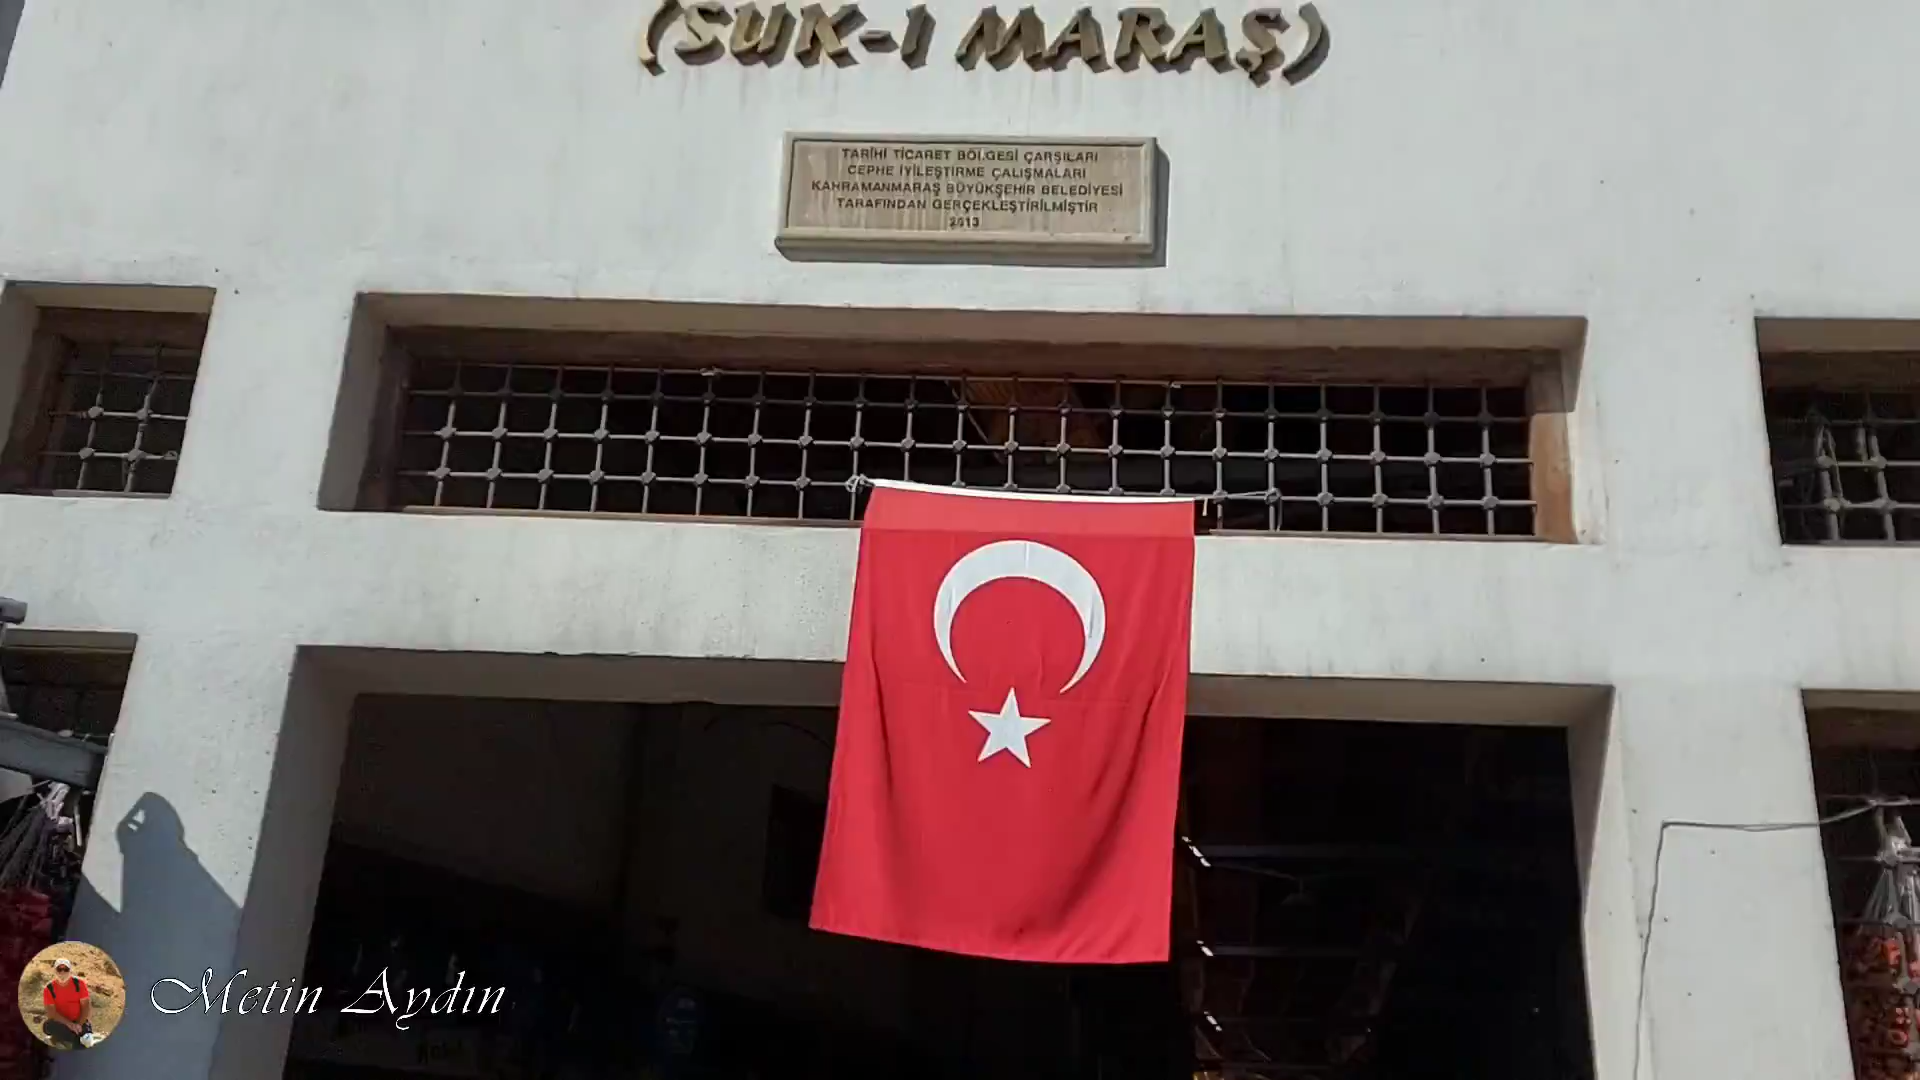 (SUK-I MARAŞ)
TARİHİ TİCARET BÖLGESİ ÇARŞILARI
CEPHE İYİLEŞTİRME ÇALIŞMALARI
KAHRAMANMARAŞ BÜYÜKŞEHİR BELEDİYESİ
TARAFINDAN GERÇEKLEŞTİRİLMİŞTİR
2013
Metin Aydın